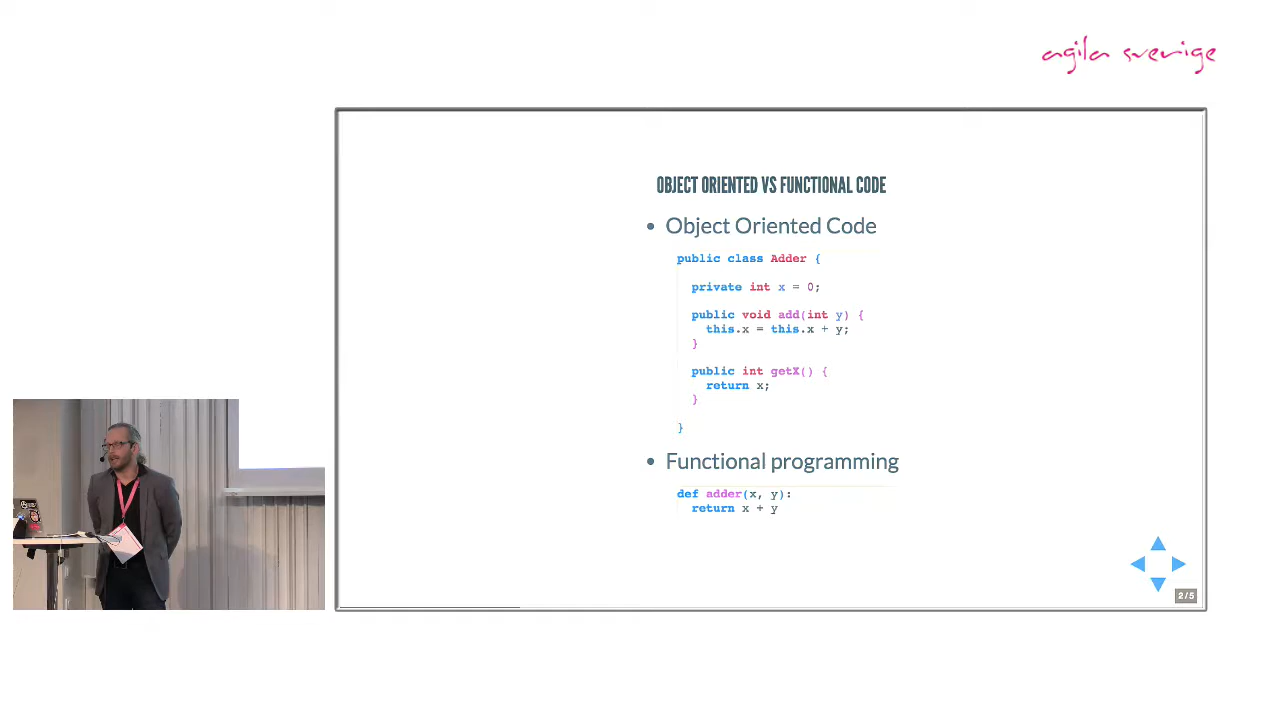 agila sverige
OBJECT ORIENTED VS FUNCTIONAL CODE
• Object Oriented Code
public class Adder {
private int x = 0;
public void add(int y) {
this.x = this.x + y;
}
public int getX() {
return x;
}
}
• Functional programming
def adder(x, y):
return x + y
2/5